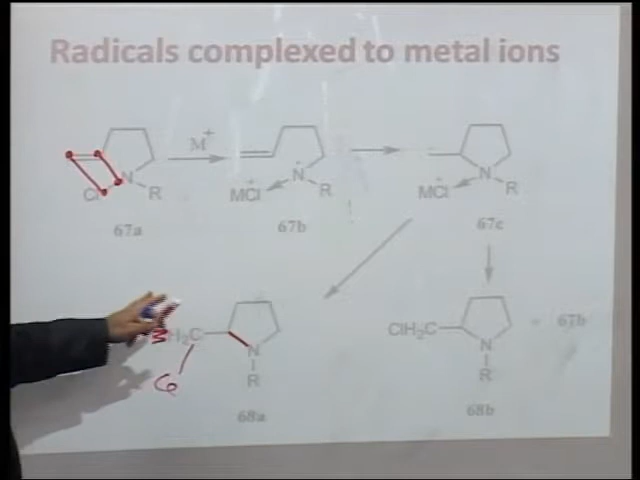 Radicals complexed to metal ions
M+
Cl N R
67a
MCl N R
67b
MCl N R
67c
H₂C
N
R
68a
ClH₂C
N
R
67b
68b